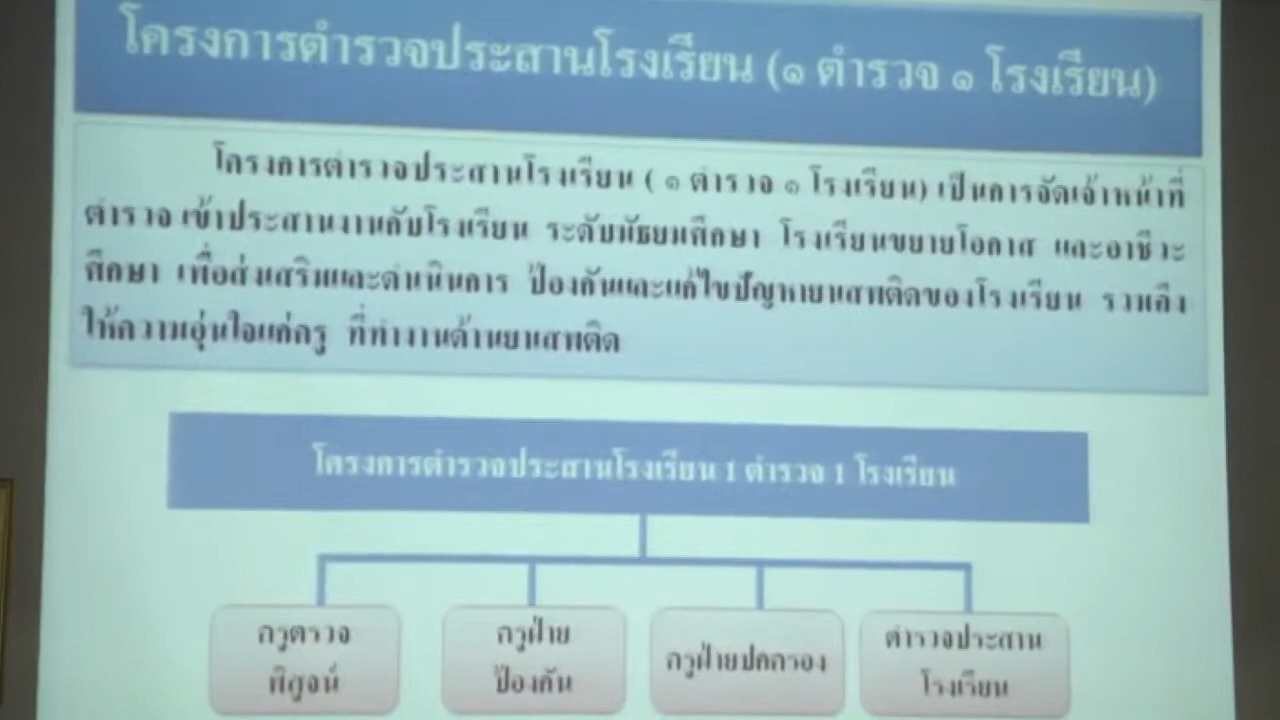 โครงการตำรวจประสานโรงเรียน (๑ ตำรวจ ๑ โรงเรียน)
โครงการตำรวจประสานโรงเรียน ( ๑ ตำรวจ ๑ โรงเรียน) เป็นการจัดเจ้าหน้าที่
ตำรวจ เข้าประสานงานกับโรงเรียน ระดับมัธยมศึกษา โรงเรียนขยายโอกาส และอาชีวะ
ศึกษา เพื่อส่งเสริมและดำเนินการ ป้องกันและแก้ไขปัญหายาเสพติดของโรงเรียน รวมถึง
ให้ความอุ่นใจแก่ครู ที่ทำงานด้านยาเสพติด
โครงการตำรวจประสานโรงเรียน 1 ตำรวจ 1 โรงเรียน
ครูตรวจ
พิสูจน์
ครูฝ่าย
ป้องกัน
ครูฝ่ายปกครอง
ตำรวจประสาน
โรงเรียน